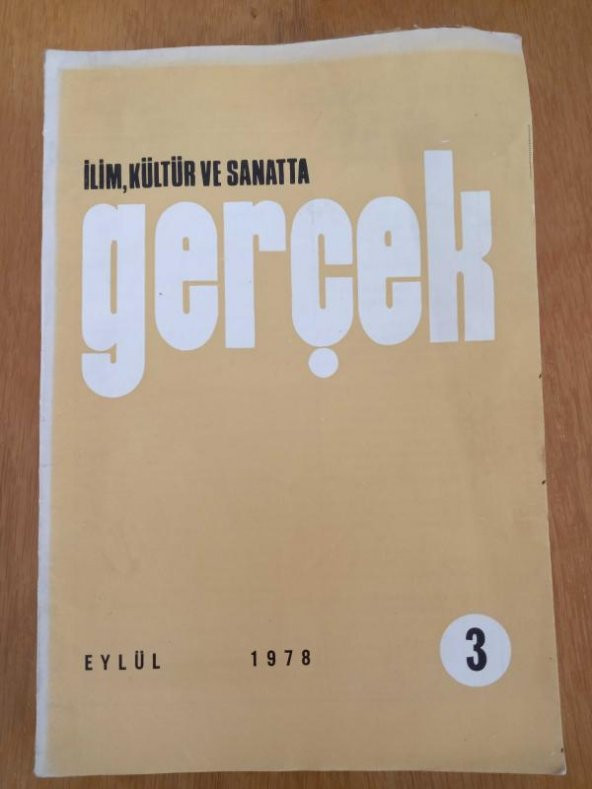 İLİM, KÜLTÜR VE SANATTA
gerçek
EYLÜL 1978
3